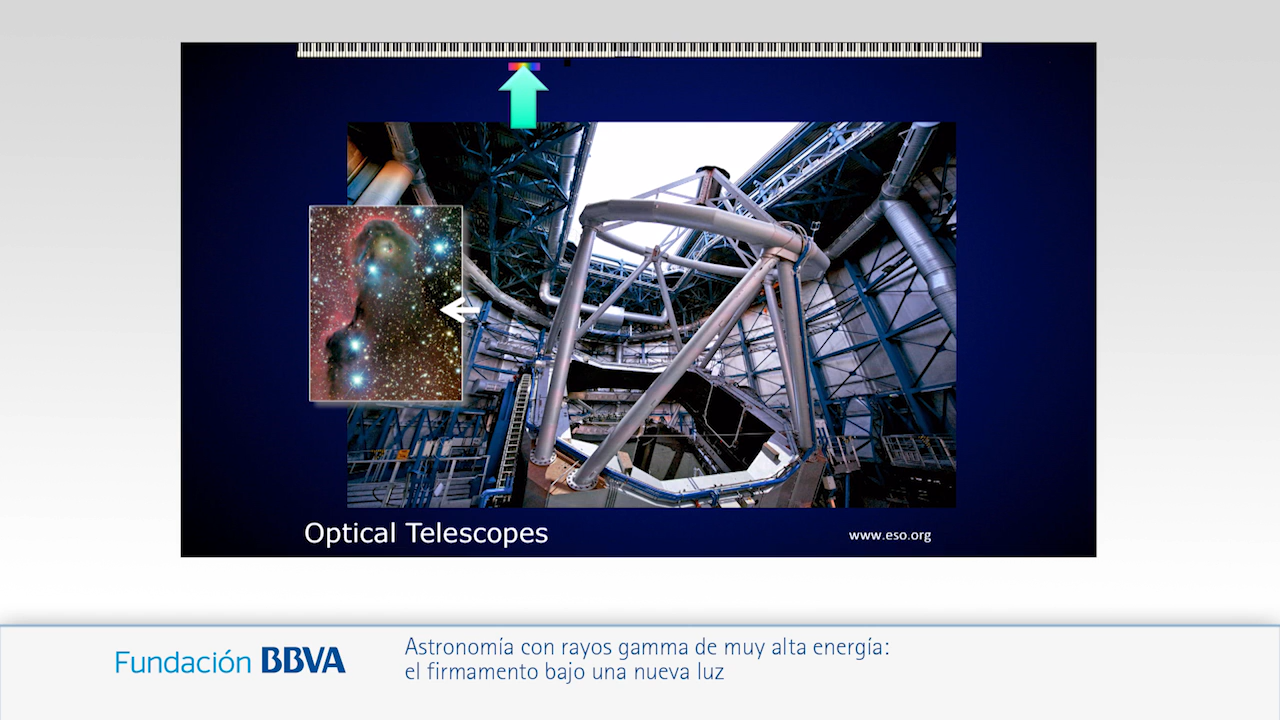 Optical Telescopes
www.eso.org
Fundación BBVA
Astronomía con rayos gamma de muy alta energía:
el firmamento bajo una nueva luz